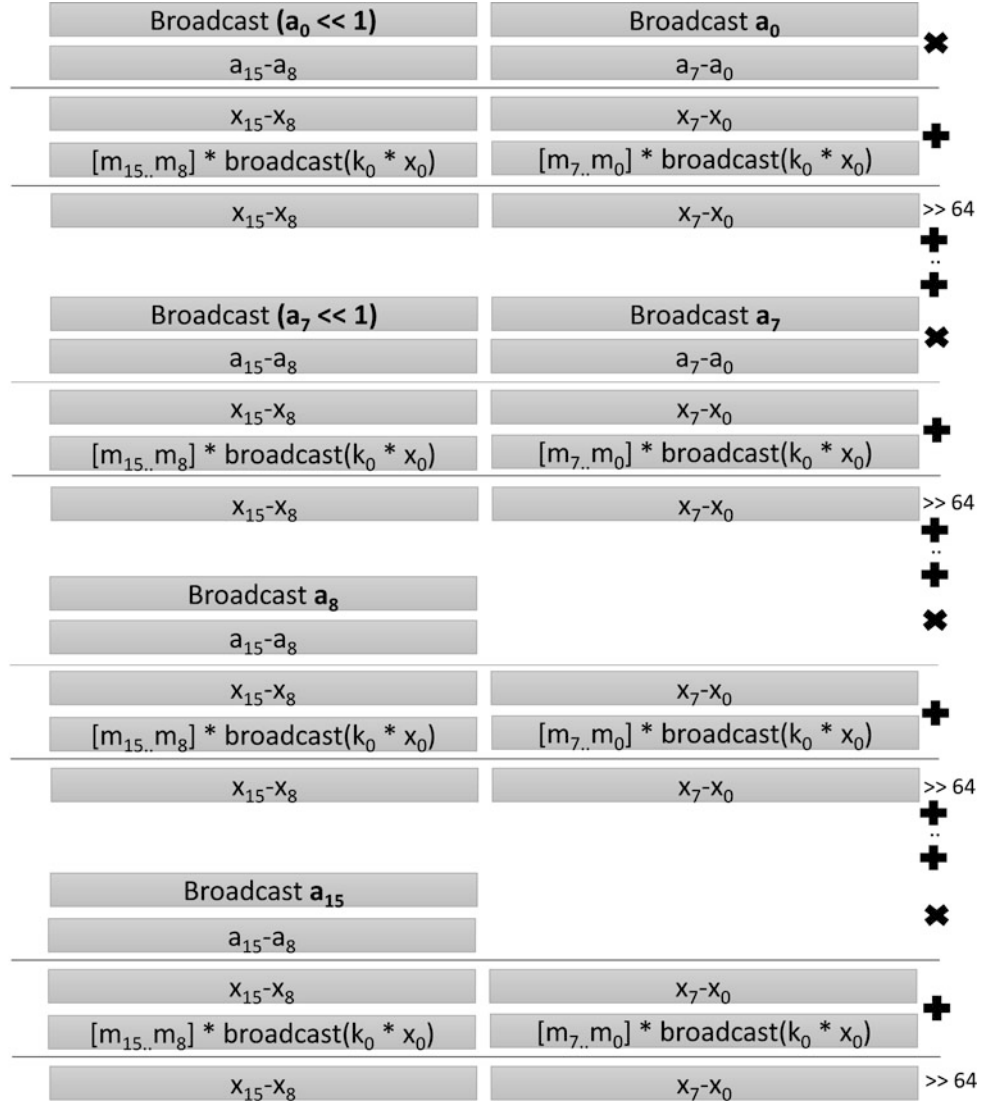 Broadcast (a₀ << 1) Broadcast a₀
a₁₅-a₈ a₇-a₀
x₁₅-x₈ x₇-x₀
[m₁₅..m₈] * broadcast(k₀ * x₀) [m₇..m₀] * broadcast(k₀ * x₀)
x₁₅-x₈ x₇-x₀ >> 64
Broadcast (a₇ << 1) Broadcast a₇
a₁₅-a₈ a₇-a₀
x₁₅-x₈ x₇-x₀
[m₁₅..m₈] * broadcast(k₀ * x₀) [m₇..m₀] * broadcast(k₀ * x₀)
x₁₅-x₈ x₇-x₀ >> 64
Broadcast a₈
a₁₅-a₈
x₁₅-x₈ x₇-x₀
[m₁₅..m₈] * broadcast(k₀ * x₀) [m₇..m₀] * broadcast(k₀ * x₀)
x₁₅-x₈ x₇-x₀ >> 64
Broadcast a₁₅
a₁₅-a₈
x₁₅-x₈ x₇-x₀
[m₁₅..m₈] * broadcast(k₀ * x₀) [m₇..m₀] * broadcast(k₀ * x₀)
x₁₅-x₈ x₇-x₀ >> 64